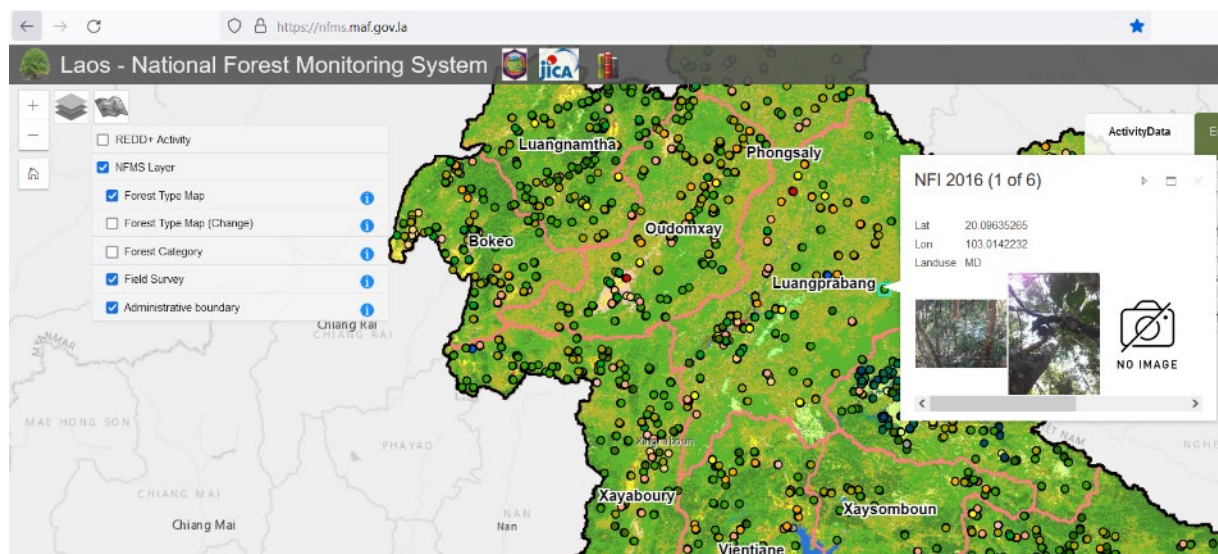 https://nfms.maf.gov.la
Laos - National Forest Monitoring System
jICA
+
−
REDD+ Activity
NFMS Layer
Forest Type Map
Forest Type Map (Change)
Forest Category
Field Survey
Administrative boundary
ActivityData
E
NFI 2016 (1 of 6)
Lat 20.09635265
Lon 103.0142232
Landuse MD
NO IMAGE
Luangnamtha
Phongsaly
Bokeo
Oudomxay
Luangprabang
Chiang Rai
CHIANG RAI
MYANMAR
MAE HONG SON
PHAYAO
VIET NAM
NGHE
CHIANG MAI
Chiang Mai
NAN
Nan
Xayaboury
Xaysomboun
Vientiane